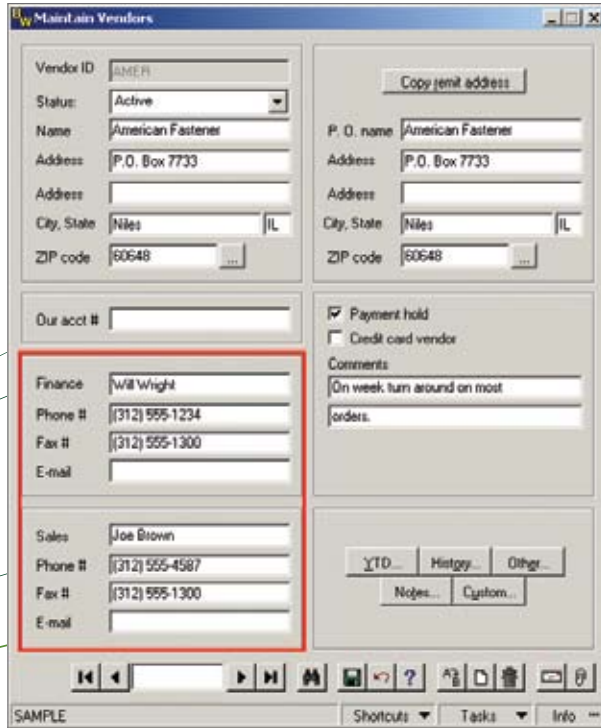 BW Maintain Vendors
Vendor ID AMER
Status: Active
Name American Fastener
Address P.O. Box 7733
Address
City, State Niles IL
ZIP code 60648 ...
Copy remit address
P. O. name American Fastener
Address P.O. Box 7733
Address
City, State Niles IL
ZIP code 60648 ...
Our acct #
Payment hold
Credit card vendor
Comments
On week turn around on most
orders.
Finance Will Wright
Phone # (312) 555-1234
Fax # (312) 555-1300
E-mail
Sales Joe Brown
Phone # (312) 555-4587
Fax # (312) 555-1300
E-mail
YTD... History... Other...
Notes... Custom...
SAMPLE Shortcuts Tasks Info